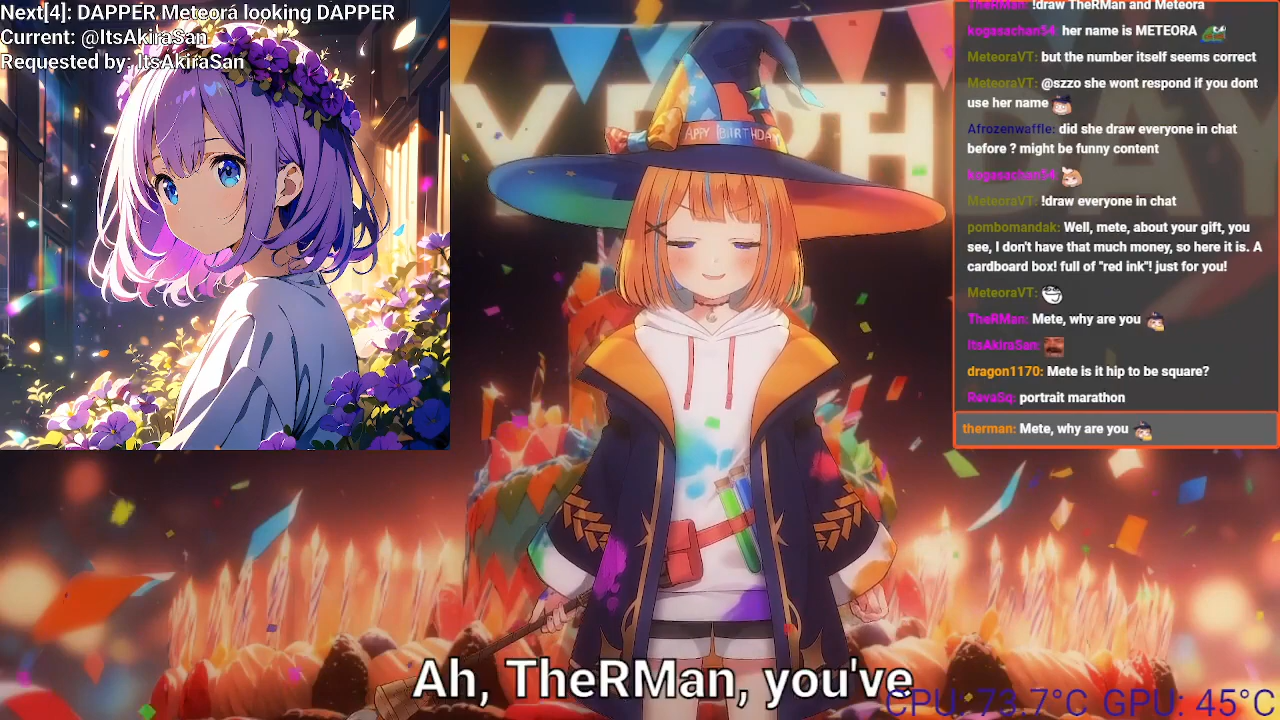 Next[4]: DAPPER Meteorá looking DAPPER
Current: @ItsAkiraSan
Requested by: ItsAkiraSan
APPY BIRTHDAY
Y B RTHDAY
TheRMan: !draw TheRMan and Meteora
kogasachan54: her name is METEORA
MeteoraVT: but the number itself seems correct
MeteoraVT: @szzo she wont respond if you dont
use her name
Afrozenwaffle: did she draw everyone in chat
before ? might be funny content
kogasachan54:
MeteoraVT: !draw everyone in chat
pombomandak: Well, mete, about your gift, you
see, I don't have that much money, so here it is. A
cardboard box! full of "red ink"! just for you!
MeteoraVT:
TheRMan: Mete, why are you
ItsAkiraSan:
dragon1170: Mete is it hip to be square?
RevaSq: portrait marathon
therman: Mete, why are you
Ah, TheRMan, you've
CPU: 73.7°C GPU: 45°C